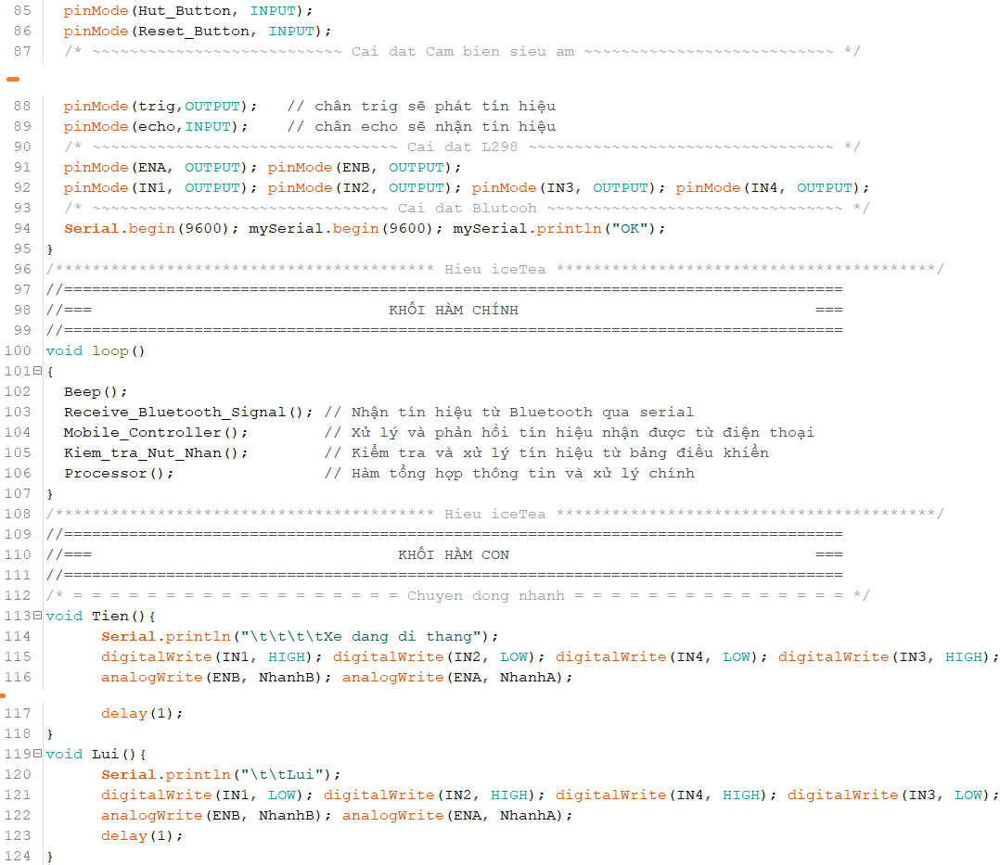 85   pinMode(Hut_Button, INPUT);
86   pinMode(Reset_Button, INPUT);
87   /* ~~~~~~~~~~~~~~~~~~~~~~~~~~~ Cai dat Cam bien sieu am ~~~~~~~~~~~~~~~~~~~~~~~~~~~ */
88   pinMode(trig,OUTPUT);   // chân trig sẽ phát tín hiệu
89   pinMode(echo,INPUT);    // chân echo sẽ nhận tín hiệu
90   /* ~~~~~~~~~~~~~~~~~~~~~~~~~~~~~~~~~ Cai dat L298 ~~~~~~~~~~~~~~~~~~~~~~~~~~~~~~~~~ */
91   pinMode(ENA, OUTPUT); pinMode(ENB, OUTPUT);
92   pinMode(IN1, OUTPUT); pinMode(IN2, OUTPUT); pinMode(IN3, OUTPUT); pinMode(IN4, OUTPUT);
93   /* ~~~~~~~~~~~~~~~~~~~~~~~~~~~~~~~~ Cai dat Blutooh ~~~~~~~~~~~~~~~~~~~~~~~~~~~~~~~~ */
94   Serial.begin(9600); mySerial.begin(9600); mySerial.println("OK");
95 }
96 /***************************************** Hieu iceTea *****************************************/
97 //====================================================================================
98 //===                                KHỐI HÀM CHÍNH                                ===
99 //====================================================================================
100 void loop()
101 {
102   Beep();
103   Receive_Bluetooth_Signal(); // Nhận tín hiệu từ Bluetooth qua serial
104   Mobile_Controller();        // Xử lý và phản hồi tín hiệu nhận được từ điện thoại
105   Kiem_tra_Nut_Nhan();        // Kiểm tra và xử lý tín hiệu từ bảng điều khiển
106   Processor();                // Hàm tổng hợp thông tin và xử lý chính
107 }
108 /***************************************** Hieu iceTea *****************************************/
109 //====================================================================================
110 //===                                 KHỐI HÀM CON                                 ===
111 //====================================================================================
112 /* = = = = = = = = = = = = = = = = = = Chuyen dong nhanh = = = = = = = = = = = = = = = */
113 void Tien(){
114       Serial.println("\t\t\t\tXe dang di thang");
115       digitalWrite(IN1, HIGH); digitalWrite(IN2, LOW); digitalWrite(IN4, LOW); digitalWrite(IN3, HIGH);
116       analogWrite(ENB, NhanhB); analogWrite(ENA, NhanhA);
117       delay(1);
118 }
119 void Lui(){
120       Serial.println("\t\tLui");
121       digitalWrite(IN1, LOW); digitalWrite(IN2, HIGH); digitalWrite(IN4, HIGH); digitalWrite(IN3, LOW);
122       analogWrite(ENB, NhanhB); analogWrite(ENA, NhanhA);
123       delay(1);
124 }